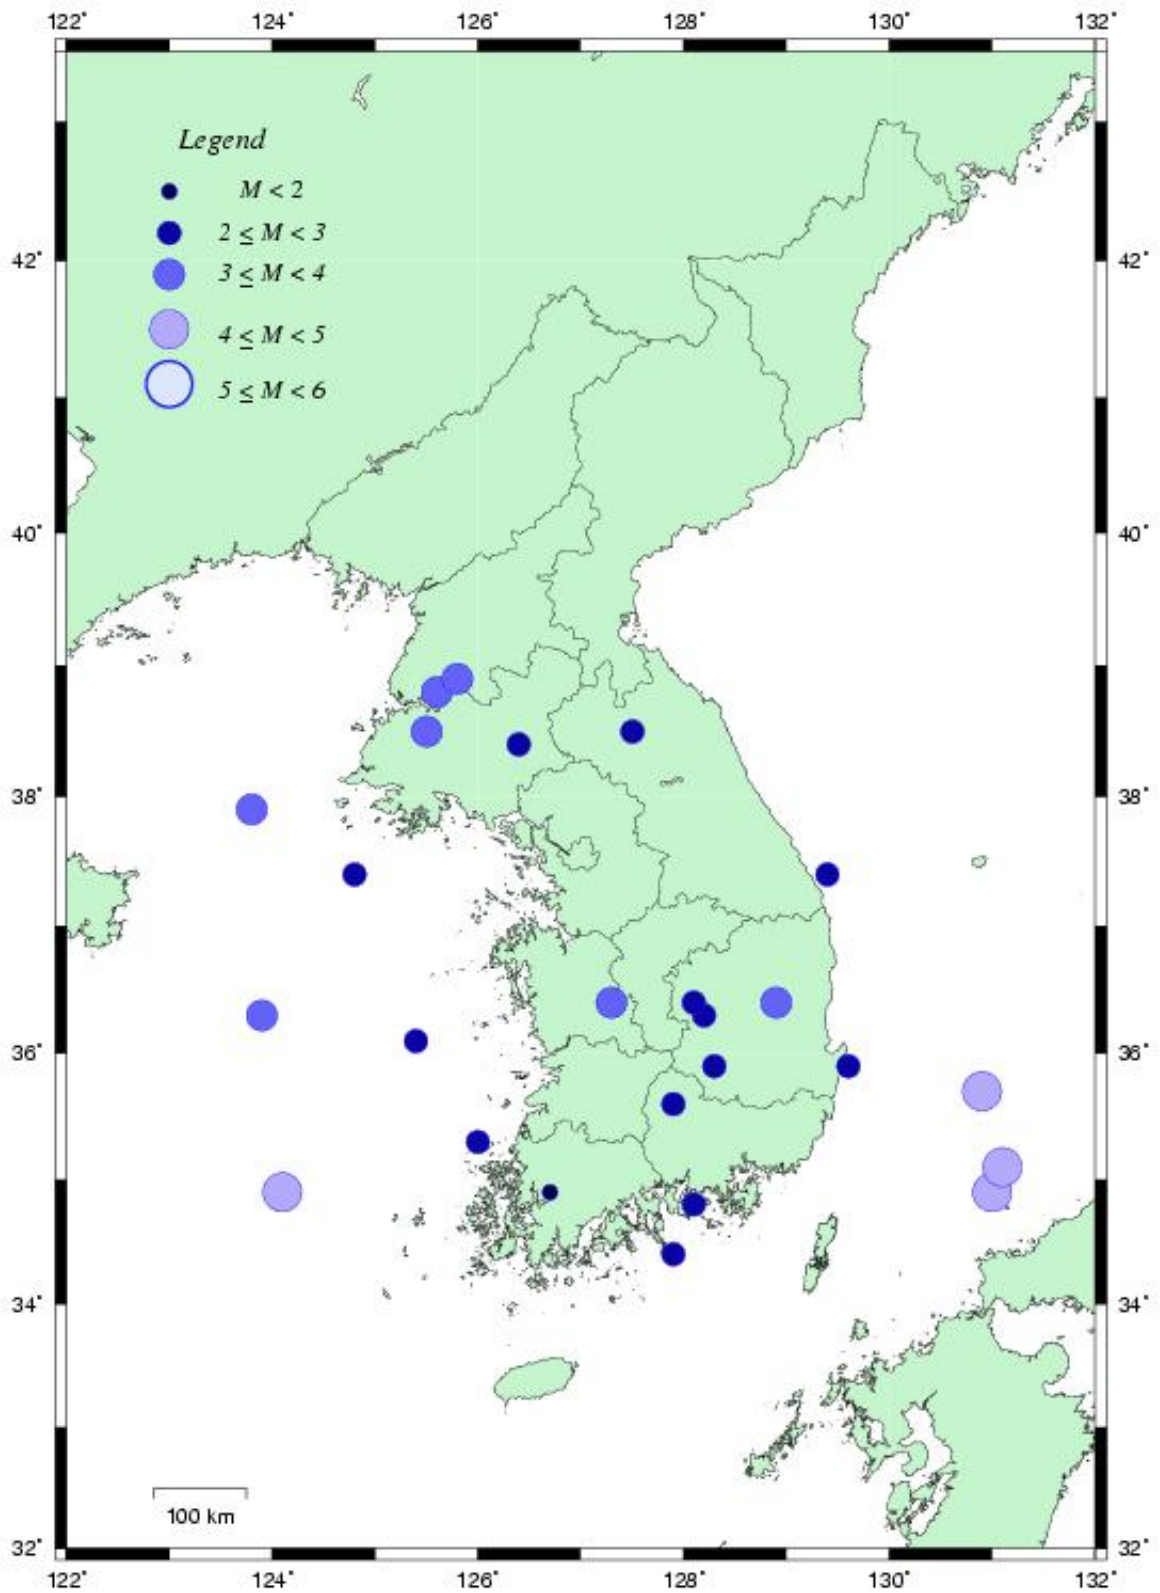 122° 124° 126° 128° 130° 132°
Legend
M < 2
2 ≤ M < 3
42° 42°
3 ≤ M < 4
4 ≤ M < 5
5 ≤ M < 6
40° 40°
38° 38°
36° 36°
34° 34°
100 km
32° 32°
122° 124° 126° 128° 130° 132°